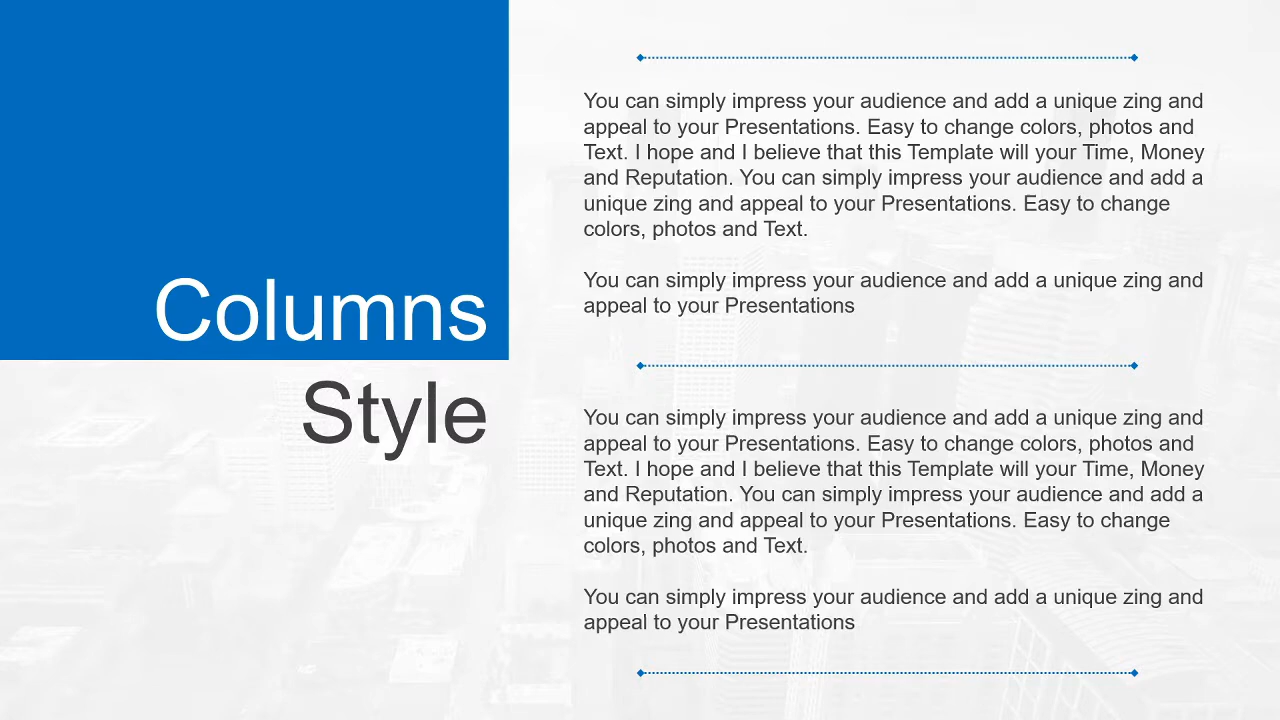 Columns
Style
You can simply impress your audience and add a unique zing and
appeal to your Presentations. Easy to change colors, photos and
Text. I hope and I believe that this Template will your Time, Money
and Reputation. You can simply impress your audience and add a
unique zing and appeal to your Presentations. Easy to change
colors, photos and Text.
You can simply impress your audience and add a unique zing and
appeal to your Presentations
You can simply impress your audience and add a unique zing and
appeal to your Presentations. Easy to change colors, photos and
Text. I hope and I believe that this Template will your Time, Money
and Reputation. You can simply impress your audience and add a
unique zing and appeal to your Presentations. Easy to change
colors, photos and Text.
You can simply impress your audience and add a unique zing and
appeal to your Presentations